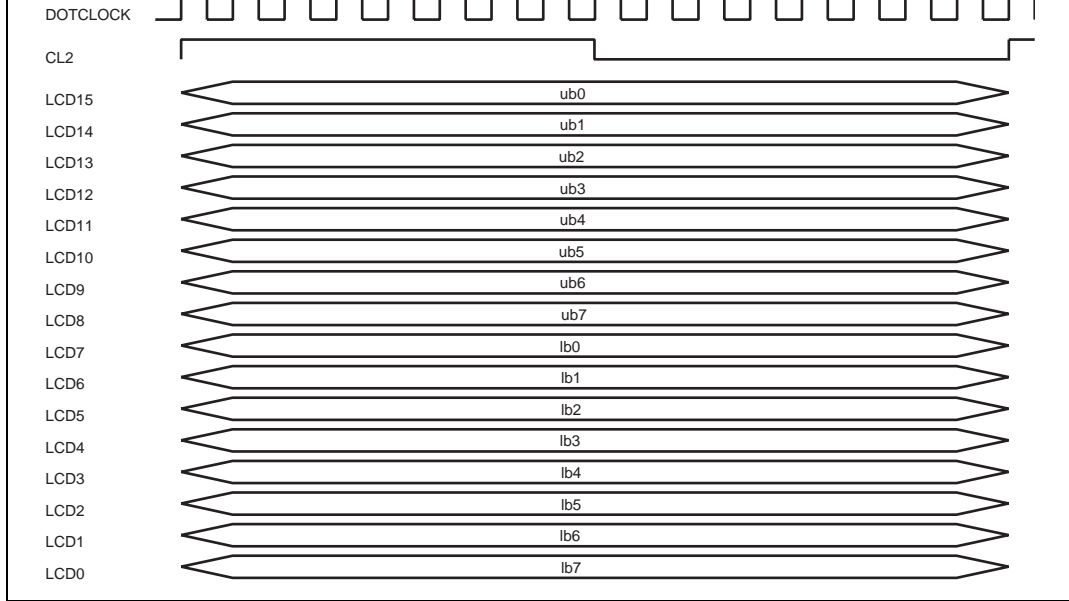 DOTCLOCK
CL2
LCD15 ub0
LCD14 ub1
LCD13 ub2
LCD12 ub3
LCD11 ub4
LCD10 ub5
LCD9 ub6
LCD8 ub7
LCD7 lb0
LCD6 lb1
LCD5 lb2
LCD4 lb3
LCD3 lb4
LCD2 lb5
LCD1 lb6
LCD0 lb7